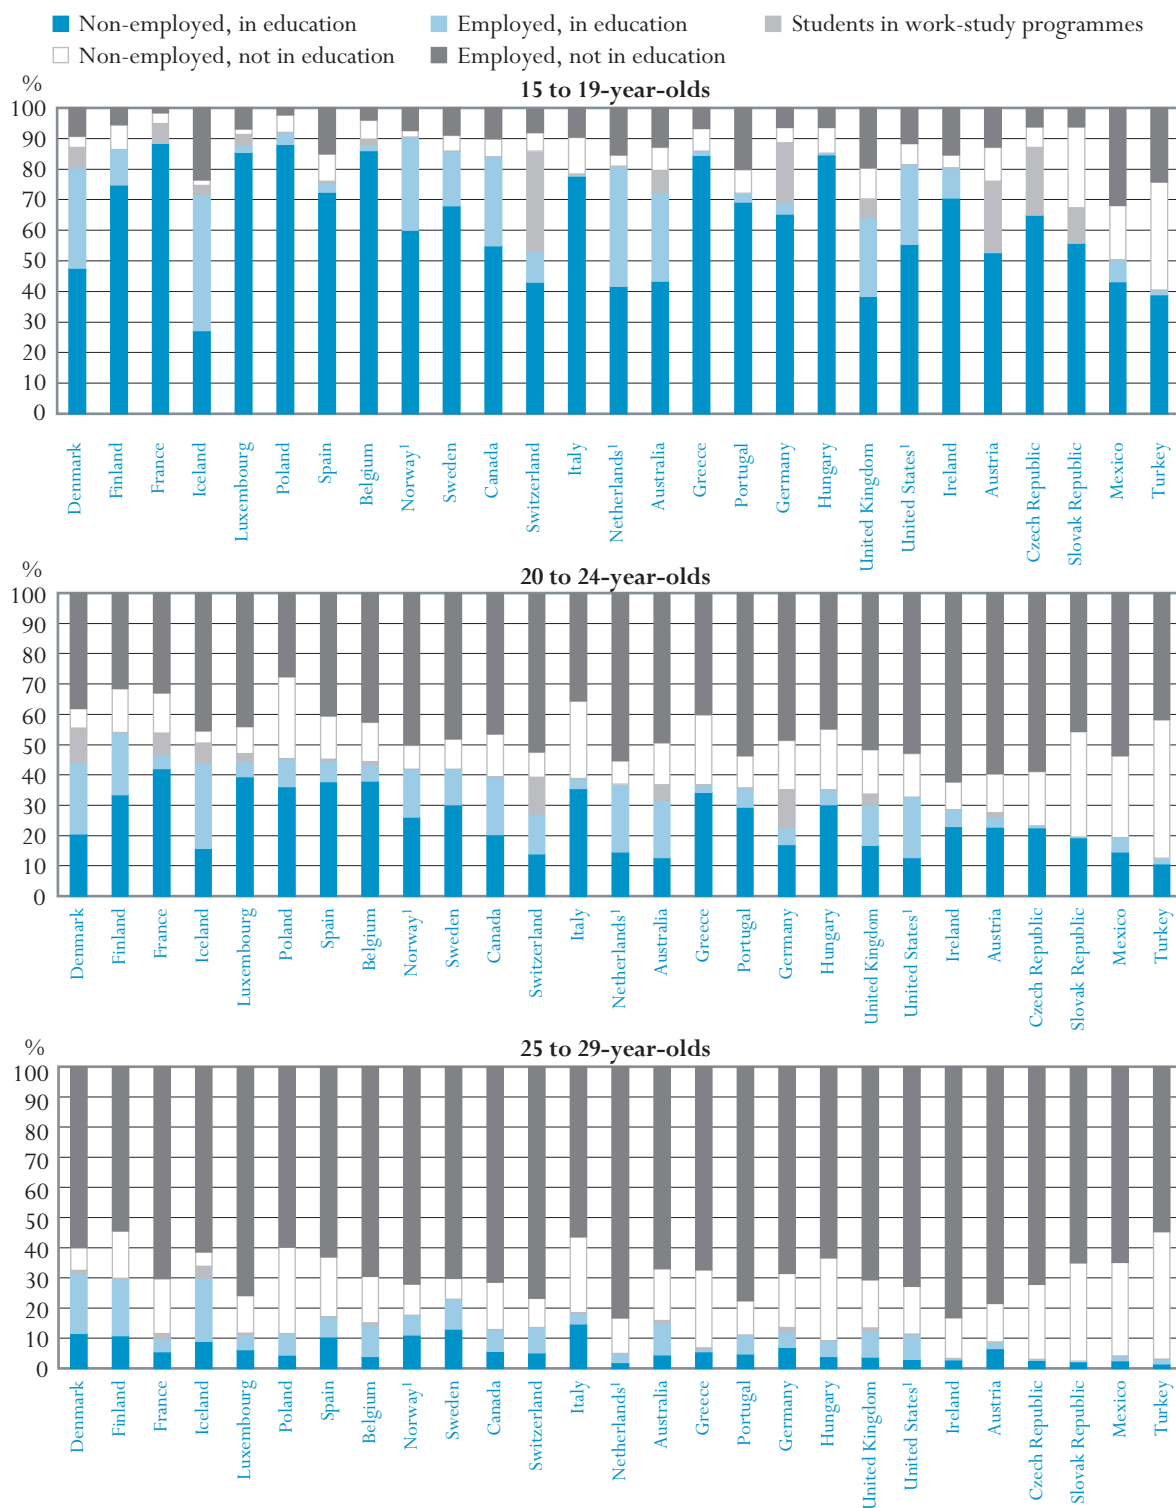 Non-employed, in education Employed, in education Students in work-study programmes
Non-employed, not in education Employed, not in education
%
15 to 19-year-olds
100
90
80
70
60
50
40
30
20
10
0
Denmark
Finland
France
Iceland
Luxembourg
Poland
Spain
Belgium
Norway¹
Sweden
Canada
Switzerland
Italy
Netherlands¹
Australia
Greece
Portugal
Germany
Hungary
United Kingdom
United States¹
Ireland
Austria
Czech Republic
Slovak Republic
Mexico
Turkey
%
20 to 24-year-olds
100
90
80
70
60
50
40
30
20
10
0
Denmark
Finland
France
Iceland
Luxembourg
Poland
Spain
Belgium
Norway¹
Sweden
Canada
Switzerland
Italy
Netherlands¹
Australia
Greece
Portugal
Germany
Hungary
United Kingdom
United States¹
Ireland
Austria
Czech Republic
Slovak Republic
Mexico
Turkey
%
25 to 29-year-olds
100
90
80
70
60
50
40
30
20
10
0
Denmark
Finland
France
Iceland
Luxembourg
Poland
Spain
Belgium
Norway¹
Sweden
Canada
Switzerland
Italy
Netherlands¹
Australia
Greece
Portugal
Germany
Hungary
United Kingdom
United States¹
Ireland
Austria
Czech Republic
Slovak Republic
Mexico
Turkey